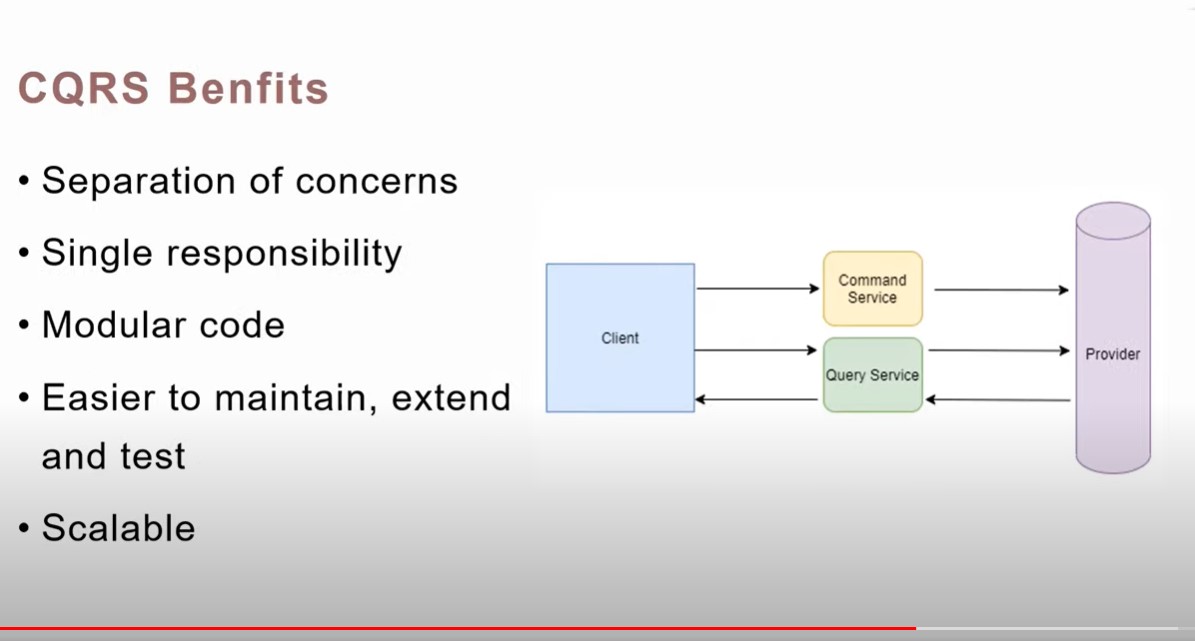 CQRS Benfits
• Separation of concerns
• Single responsibility
• Modular code
• Easier to maintain, extend
and test
• Scalable
Client
Command
Service
Query Service
Provider